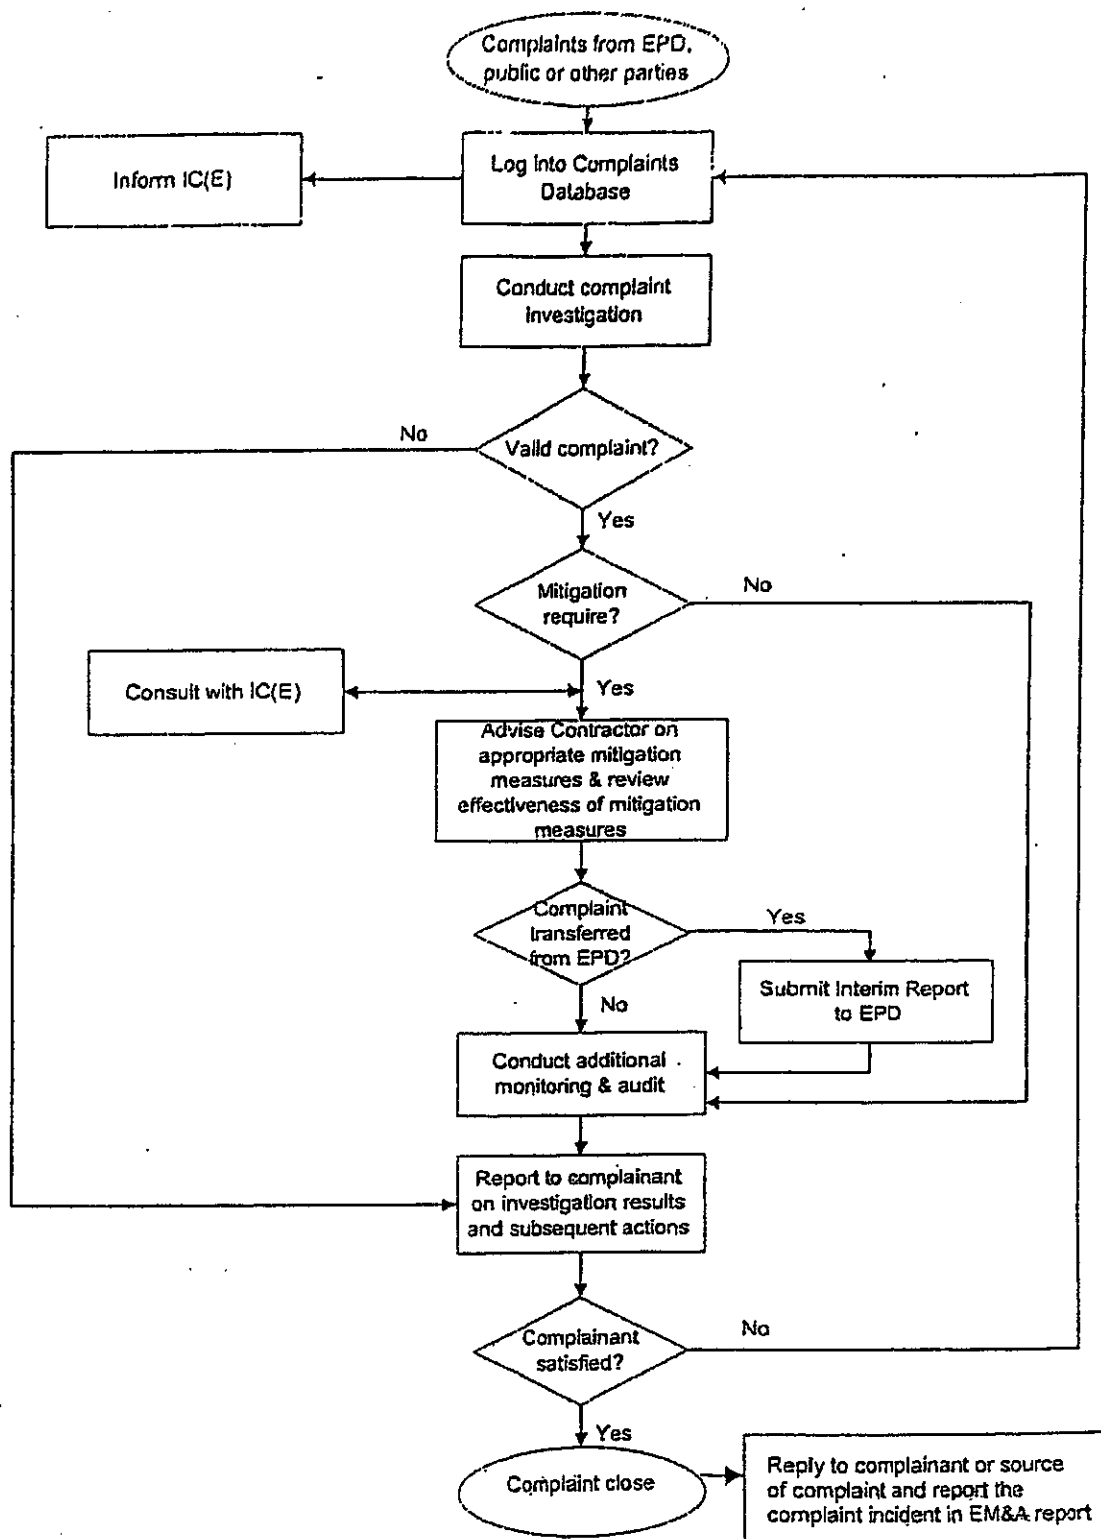 Complaints from EPD,
public or other parties
Inform IC(E)
Log into Complaints
Database
Conduct complaint
investigation
No
Valid complaint?
Yes
Mitigation
require?
No
Consult with IC(E)
Yes
Advise Contractor on
appropriate mitigation
measures & review
effectiveness of mitigation
measures
Complaint
transferred
from EPD?
Yes
Submit Interim Report
to EPD
No
Conduct additional
monitoring & audit
Report to complainant
on investigation results
and subsequent actions
Complainant
satisfied?
No
Yes
Complaint close
Reply to complainant or source
of complaint and report the
complaint incident in EM&A report